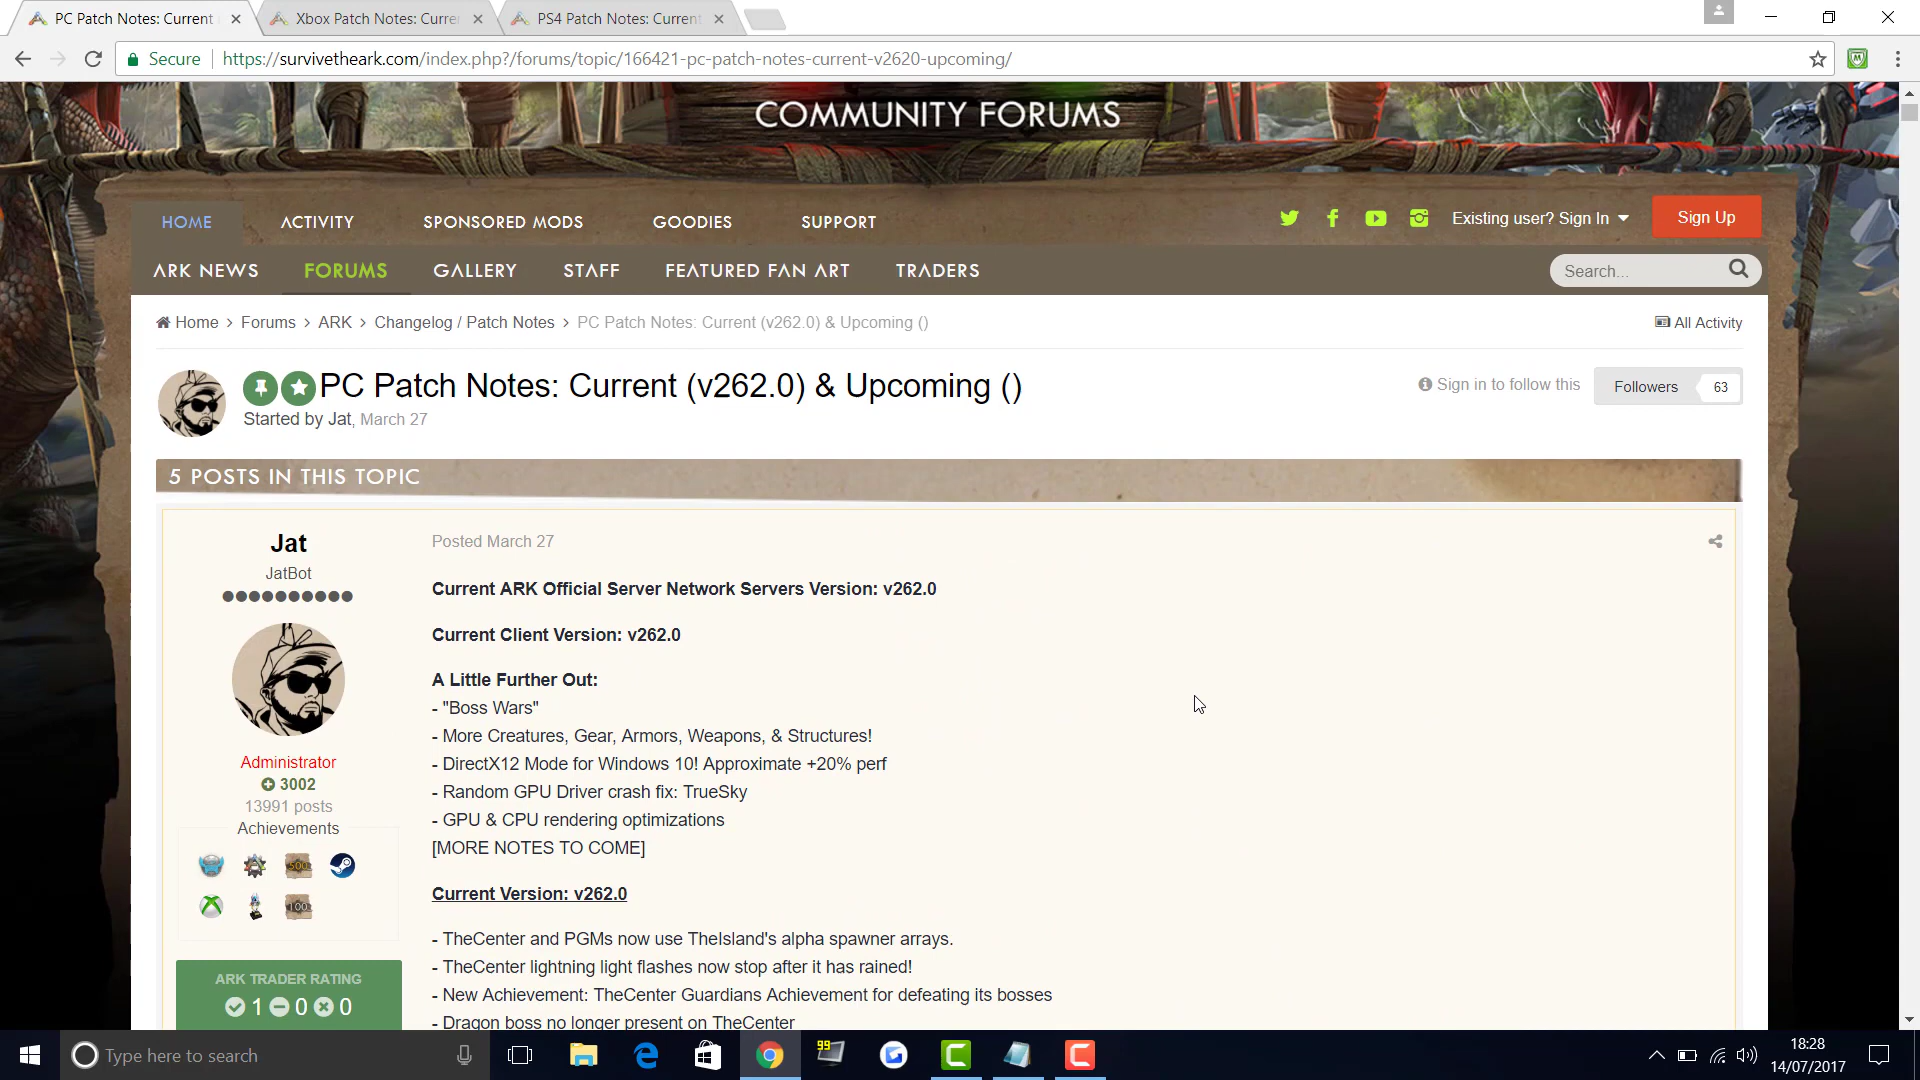 PC Patch Notes: Current
Xbox Patch Notes: Curre
PS4 Patch Notes: Current
Secure
https://survivetheark.com/index.php?/forums/topic/166421-pc-patch-notes-current-v2620-upcoming/
COMMUNITY FORUMS
HOME
ACTIVITY
SPONSORED MODS
GOODIES
SUPPORT
Existing user? Sign In
Sign Up
ARK NEWS
FORUMS
GALLERY
STAFF
FEATURED FAN ART
TRADERS
Search...
Home > Forums > ARK > Changelog / Patch Notes > PC Patch Notes: Current (v262.0) & Upcoming ()
All Activity
PC Patch Notes: Current (v262.0) & Upcoming ()
Started by Jat, March 27
Sign in to follow this
Followers 63
5 POSTS IN THIS TOPIC
Jat
JatBot
Administrator
3002
13991 posts
Achievements
500
100
ARK TRADER RATING
1 0 0
Posted March 27
Current ARK Official Server Network Servers Version: v262.0
Current Client Version: v262.0
A Little Further Out:
- "Boss Wars"
- More Creatures, Gear, Armors, Weapons, & Structures!
- DirectX12 Mode for Windows 10! Approximate +20% perf
- Random GPU Driver crash fix: TrueSky
- GPU & CPU rendering optimizations
[MORE NOTES TO COME]
Current Version: v262.0
- TheCenter and PGMs now use TheIsland's alpha spawner arrays.
- TheCenter lightning light flashes now stop after it has rained!
- New Achievement: TheCenter Guardians Achievement for defeating its bosses
- Dragon boss no longer present on TheCenter
Type here to search
99
18:28
14/07/2017